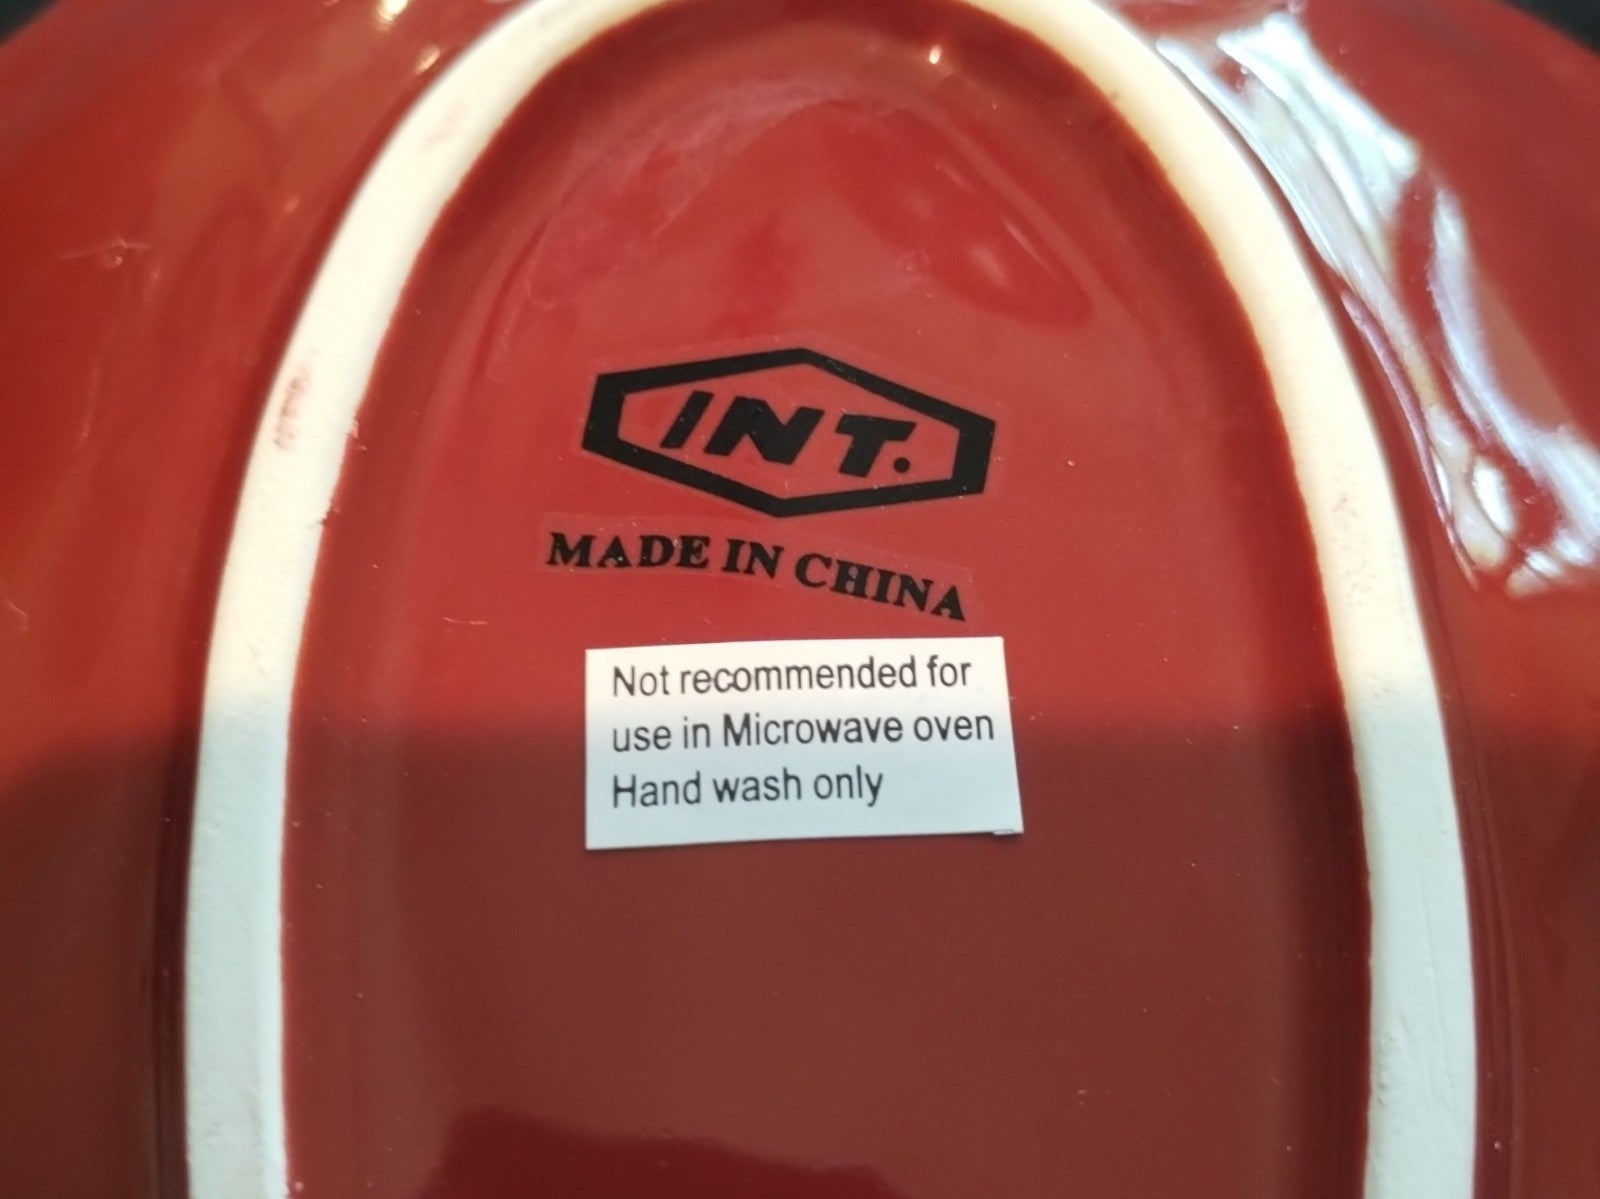 INT.
MADE IN CHINA
Not recommended for
use in Microwave oven
Hand wash only